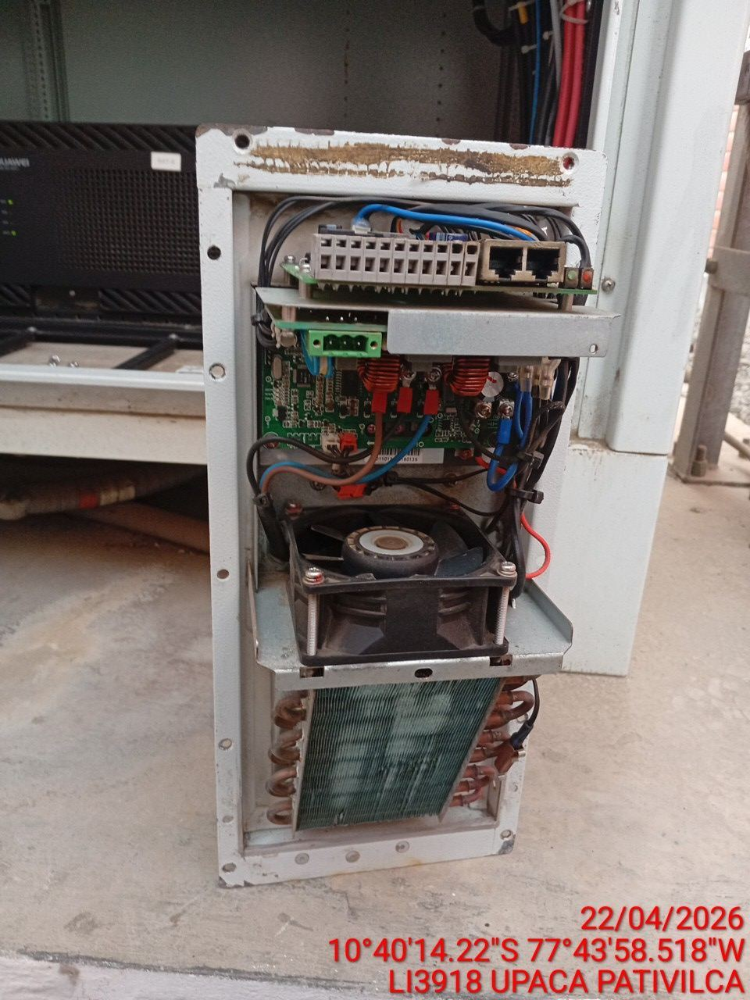 HUAWEI
22/04/2026
10°40'14.22"S 77°43'58.518"W
LI3918 UPACA PATIVILCA